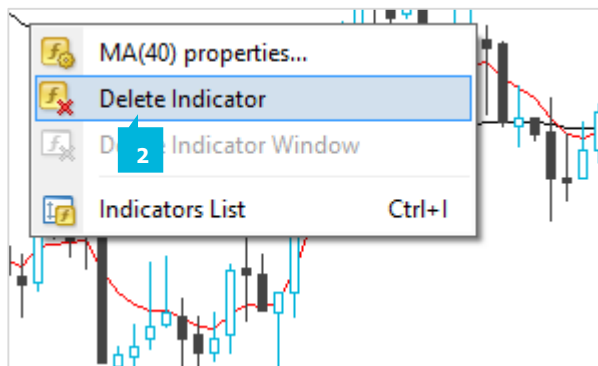 MA(40) properties...
Delete Indicator
2
Indicator Window
Indicators List Ctrl+I